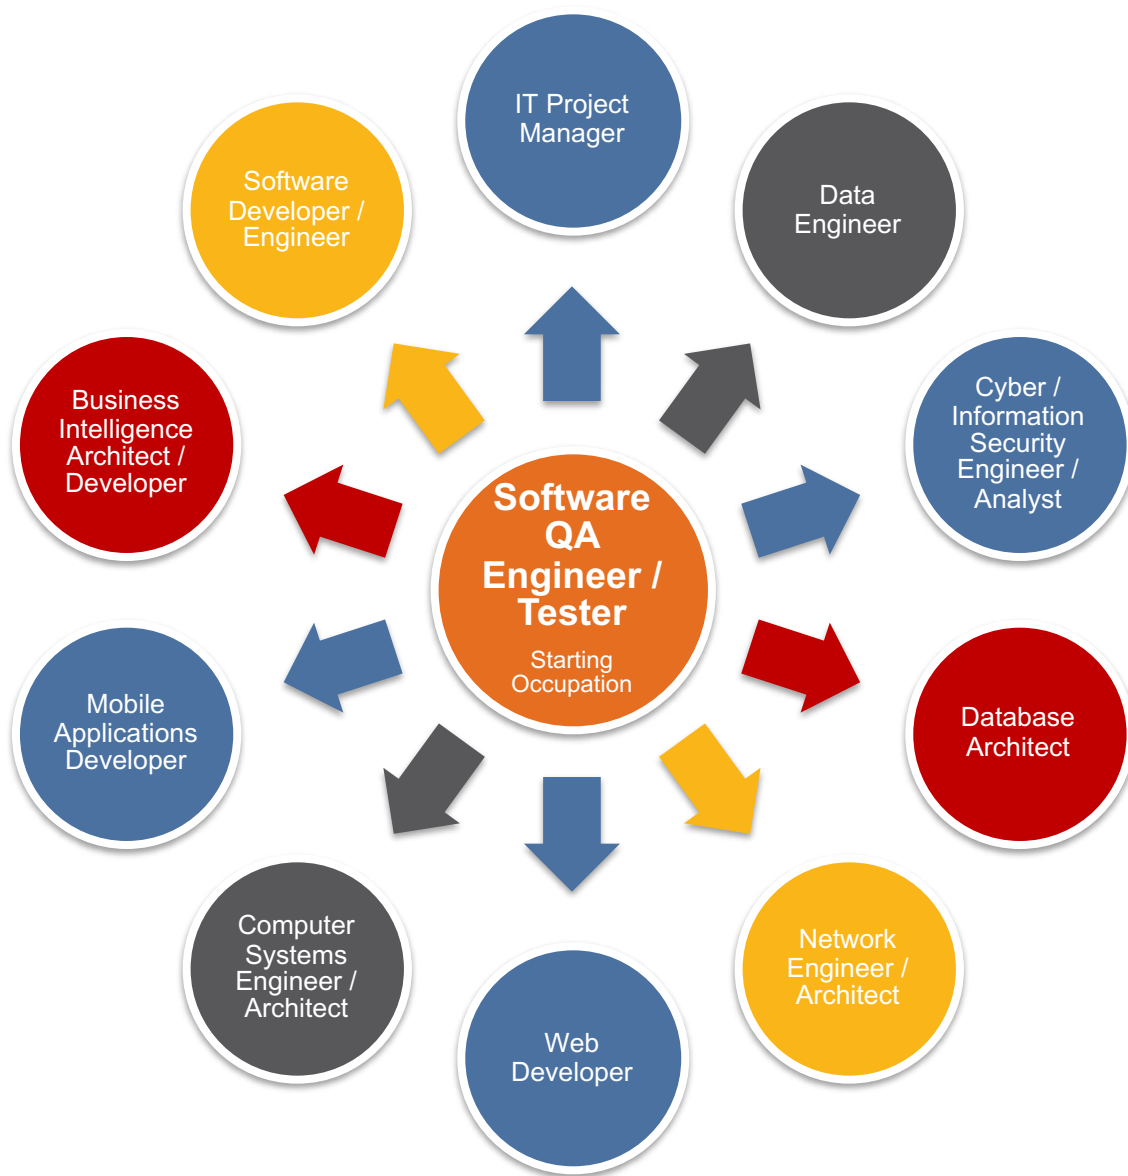 IT Project
Manager
Data
Engineer
Cyber /
Information
Security
Engineer /
Analyst
Database
Architect
Network
Engineer /
Architect
Web
Developer
Computer
Systems
Engineer /
Architect
Mobile
Applications
Developer
Business
Intelligence
Architect /
Developer
Software
Developer /
Engineer
Software
QA
Engineer /
Tester
Starting
Occupation